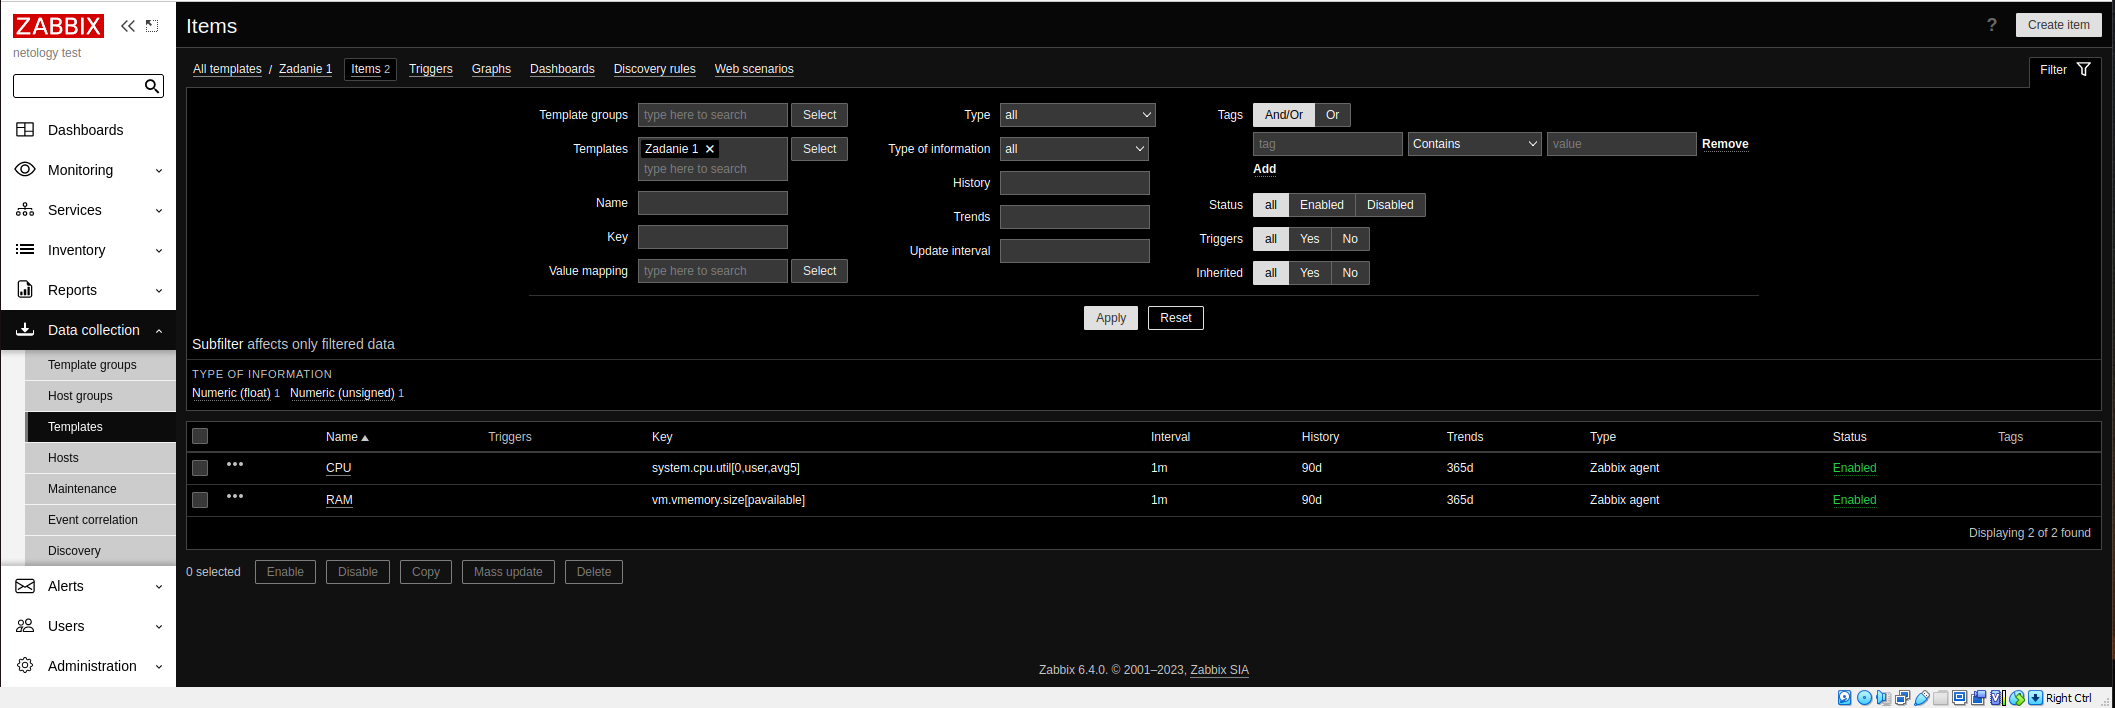 ZABBIX
netology test
Dashboards
Monitoring
Services
Inventory
Reports
Data collection
Template groups
Host groups
Templates
Hosts
Maintenance
Event correlation
Discovery
Alerts
Users
Administration
Items
? Create item
All templates / Zadanie 1 Items 2 Triggers Graphs Dashboards Discovery rules Web scenarios
Filter
Template groups type here to search Select
Templates Zadanie 1 ✕ Select
type here to search
Name
Key
Value mapping type here to search Select
Type all
Type of information all
History
Trends
Update interval
Tags And/Or Or
tag Contains value Remove
Add
Status all Enabled Disabled
Triggers all Yes No
Inherited all Yes No
Apply Reset
Subfilter affects only filtered data
TYPE OF INFORMATION
Numeric (float) 1 Numeric (unsigned) 1
Name Triggers Key Interval History Trends Type Status Tags
CPU system.cpu.util[0,user,avg5] 1m 90d 365d Zabbix agent Enabled
RAM vm.vmemory.size[pavailable] 1m 90d 365d Zabbix agent Enabled
Displaying 2 of 2 found
0 selected Enable Disable Copy Mass update Delete
Zabbix 6.4.0. © 2001–2023, Zabbix SIA
Right Ctrl